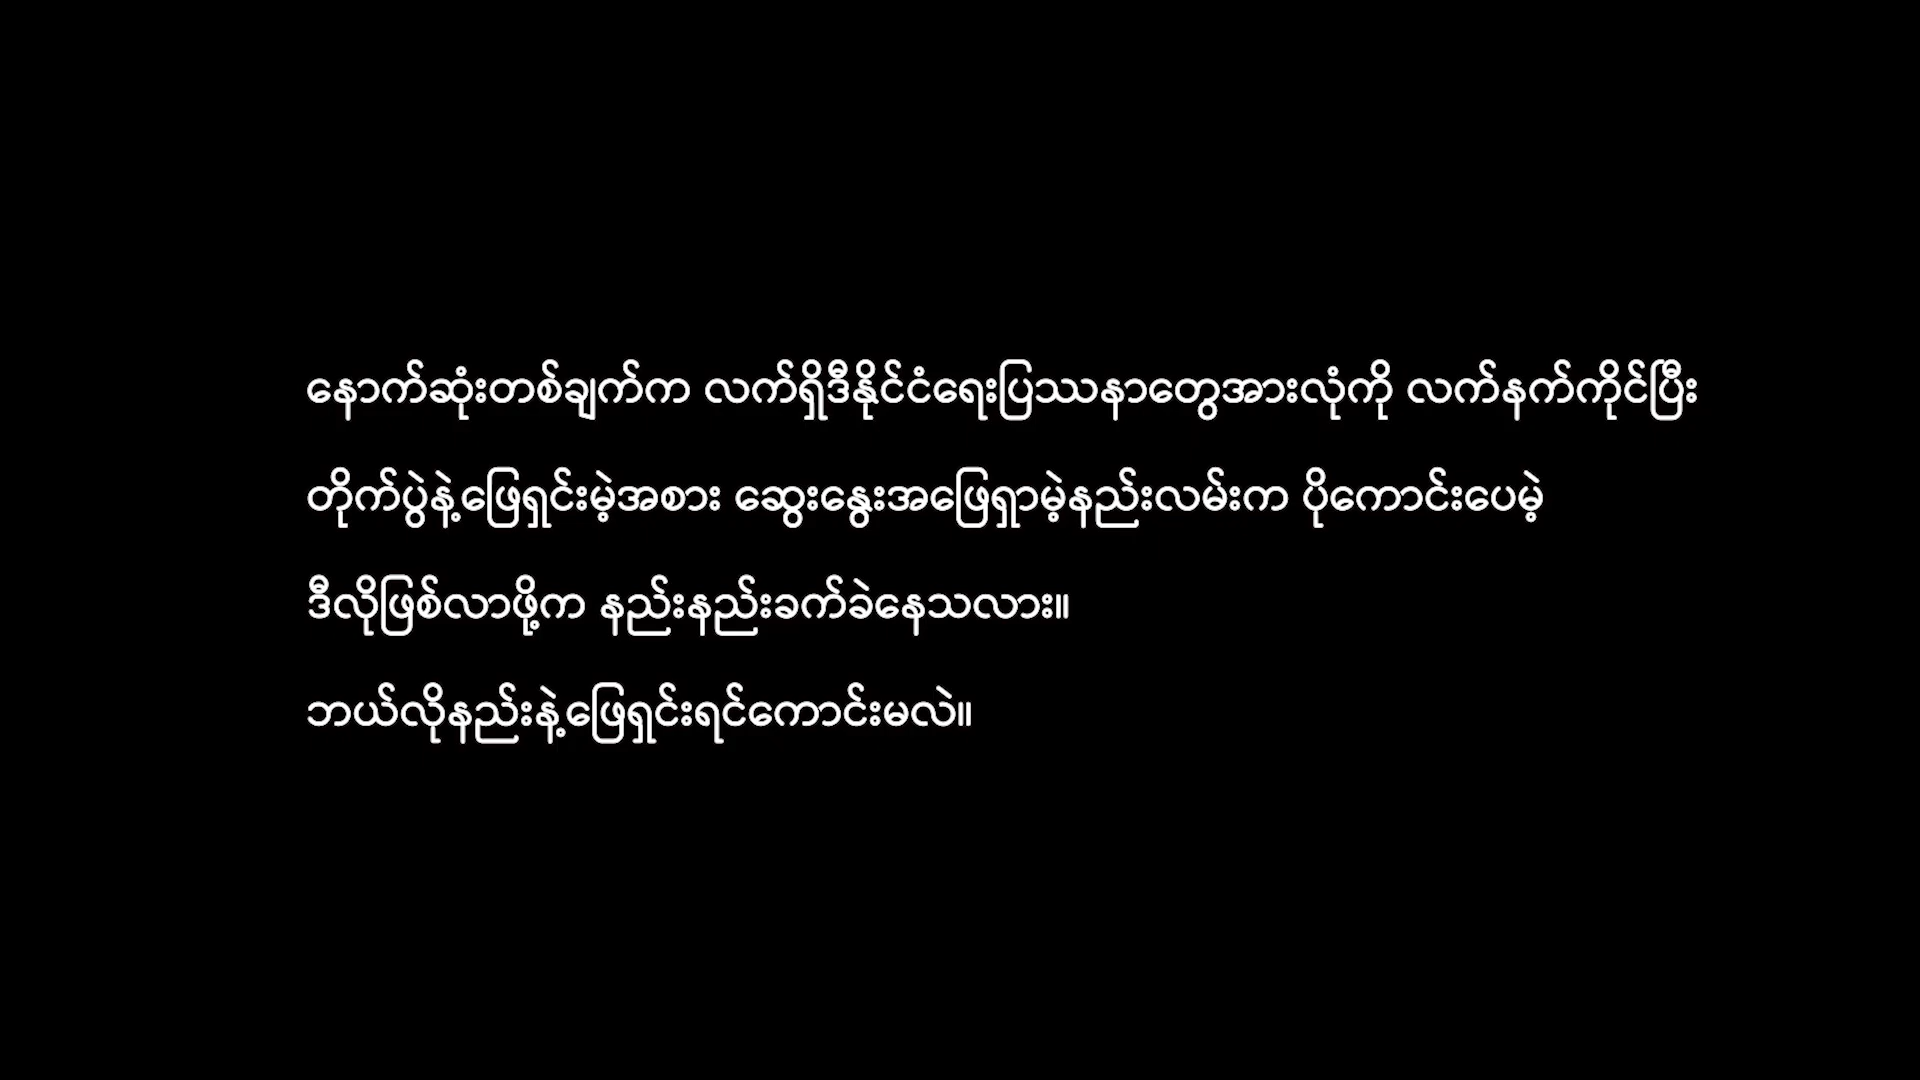 နောက်ဆုံးတစ်ချက်က လက်ရှိဒီနိုင်ငံရေးပြဿနာတွေအားလုံကို လက်နက်ကိုင်ပြီး
တိုက်ပွဲနဲ့ဖြေရှင်းမဲ့အစား ဆွေးနွေးအဖြေရှာမဲ့နည်းလမ်းက ပိုကောင်းပေမဲ့
ဒီလိုဖြစ်လာဖို့က နည်းနည်းခက်ခဲနေသလား။
ဘယ်လိုနည်းနဲ့ဖြေရှင်းရင်ကောင်းမလဲ။